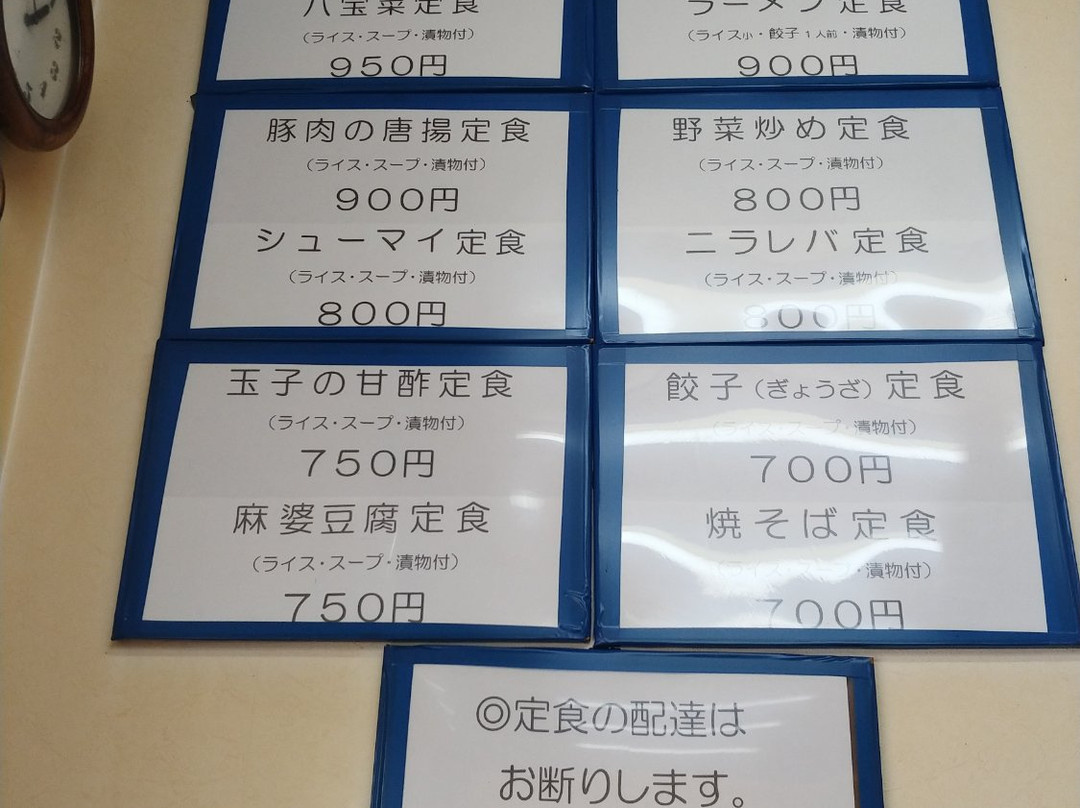 八宝菜定食
(ライス・スープ・漬物付)
950円
ラーメン定食
(ライス小・餃子1人前・漬物付)
900円
豚肉の唐揚定食
(ライス・スープ・漬物付)
900円
シューマイ定食
(ライス・スープ・漬物付)
800円
野菜炒め定食
(ライス・スープ・漬物付)
800円
ニラレバ定食
(ライス・スープ・漬物付)
800円
玉子の甘酢定食
(ライス・スープ・漬物付)
750円
麻婆豆腐定食
(ライス・スープ・漬物付)
750円
餃子(ぎょうざ)定食
(ライス・スープ・漬物付)
700円
焼そば定食
(ライス・スープ・漬物付)
700円
◎定食の配達は
お断りします。